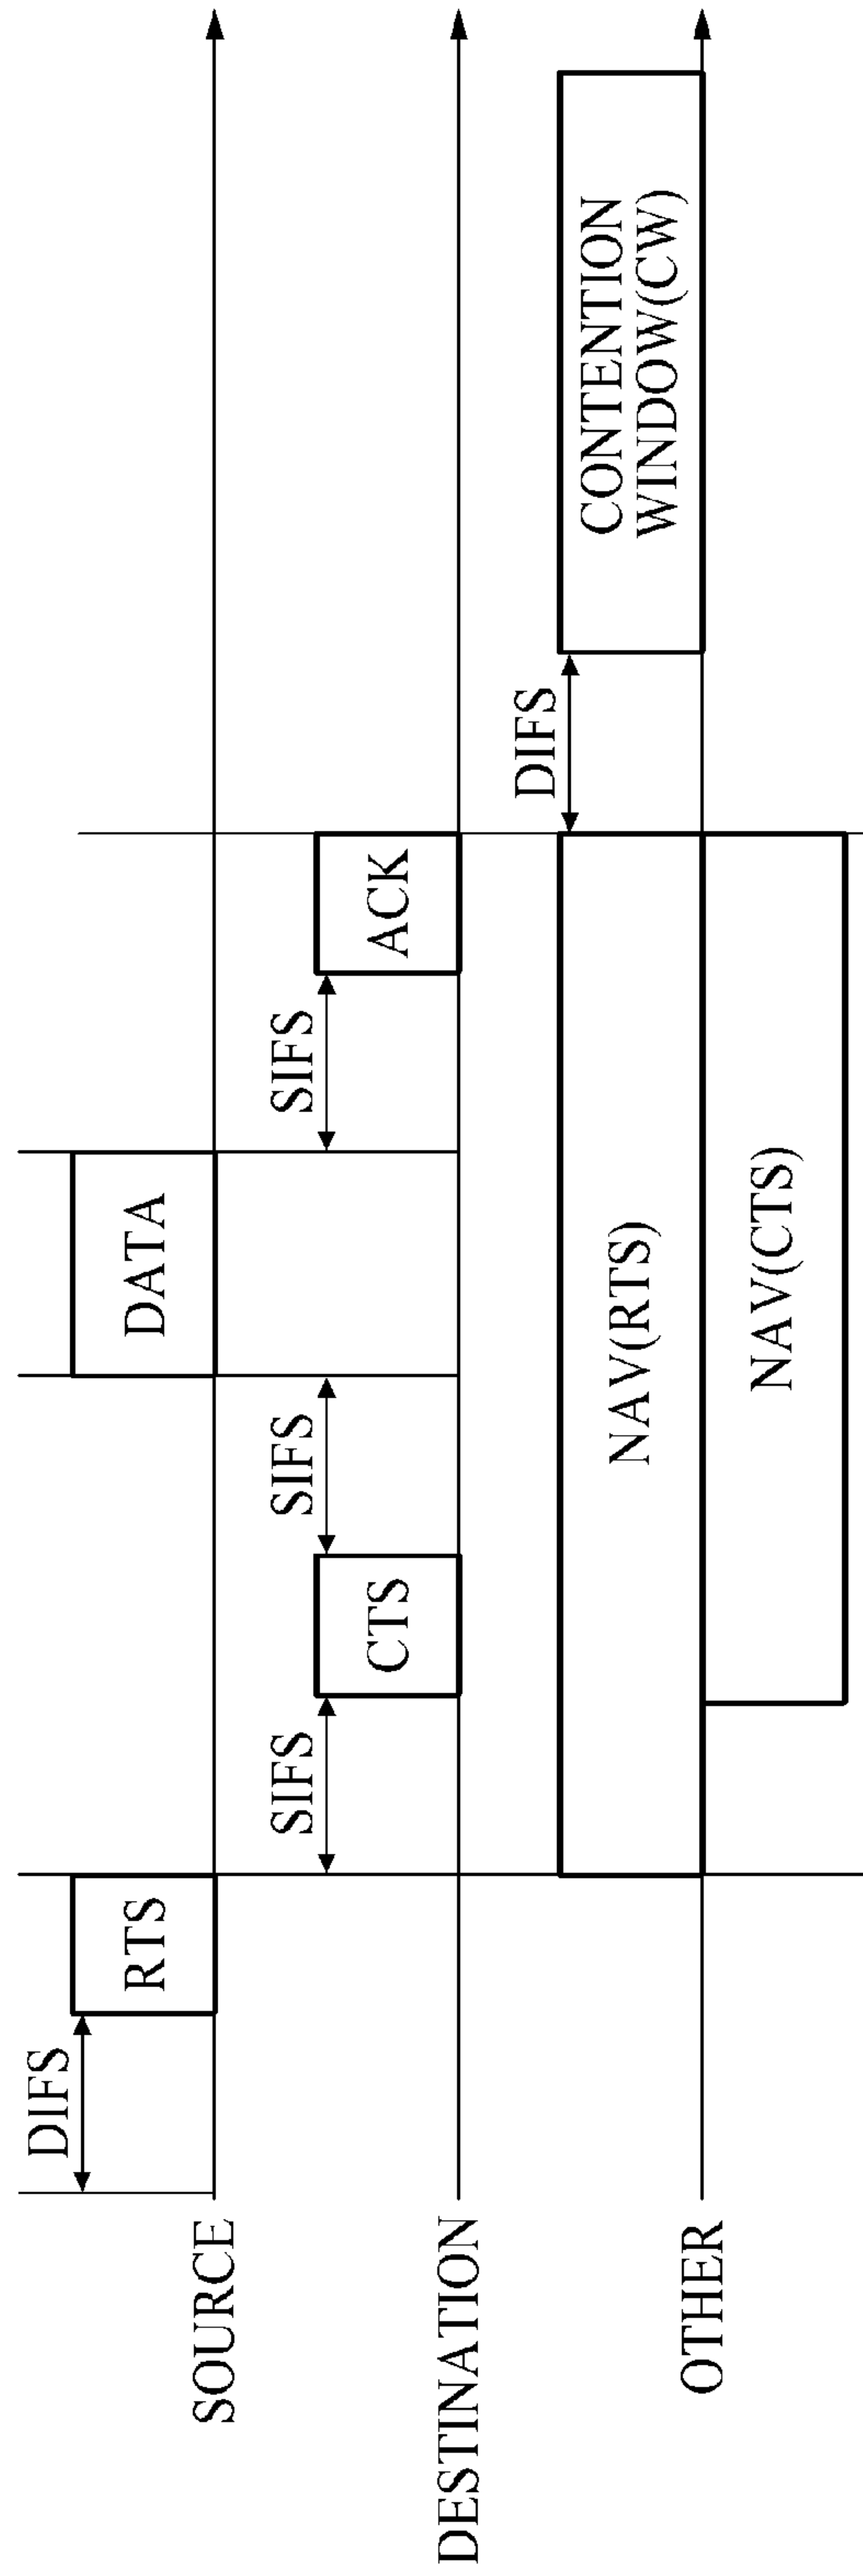 DIFS
RTS
DATA
SOURCE
SIFS
CTS
SIFS
SIFS
ACK
DESTINATION
DIFS
NAV(RTS)
CONTENTION
WINDOW(CW)
OTHER
NAV(CTS)